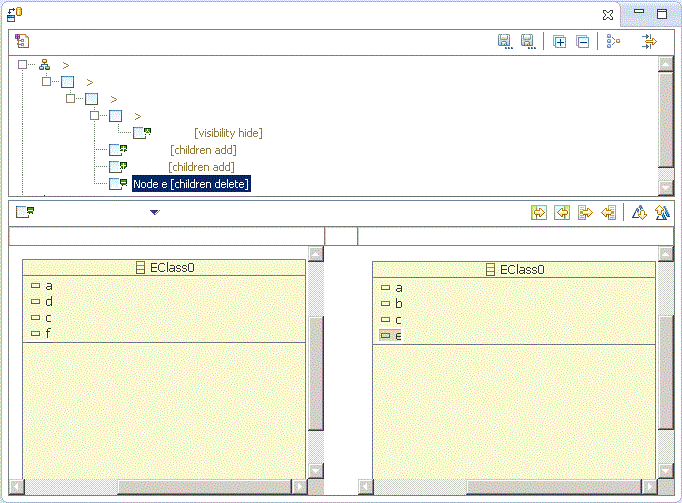 >
>
>
>
[visibility hide]
[children add]
[children add]
Node e [children delete]
EClass0
a
d
c
f
EClass0
a
b
c
e